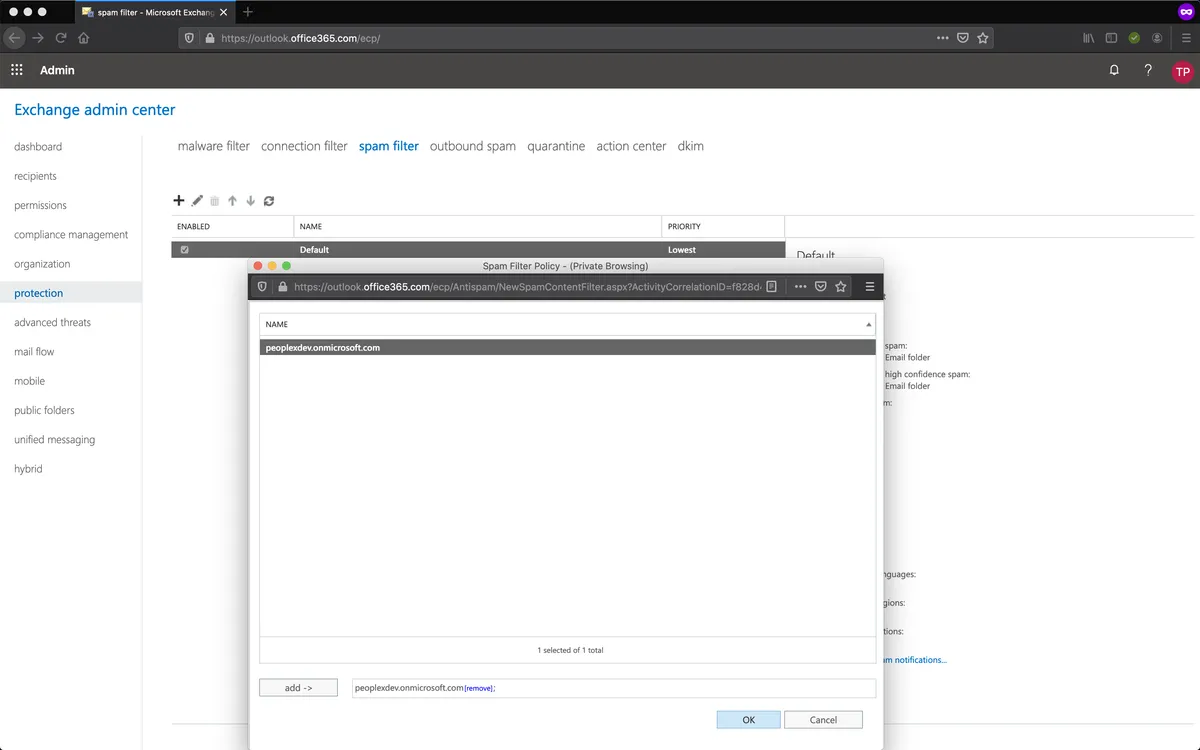 spam filter - Microsoft Exchang
https://outlook.office365.com/ecp/
Admin
?
TP
Exchange admin center
dashboard
recipients
permissions
compliance management
organization
protection
advanced threats
mail flow
mobile
public folders
unified messaging
hybrid
malware filter connection filter spam filter outbound spam quarantine action center dkim
ENABLED NAME PRIORITY
Default Lowest
Default
Spam Filter Policy - (Private Browsing)
https://outlook.office365.com/ecp/Antispam/NewSpamContentFilter.aspx?ActivityCorrelationID=f828d
NAME
peoplexdev.onmicrosoft.com
1 selected of 1 total
add ->
peoplexdev.onmicrosoft.com[remove];
OK Cancel
spam:
Email folder
high confidence spam:
Email folder
m:
nguages:
gions:
tions:
am notifications...